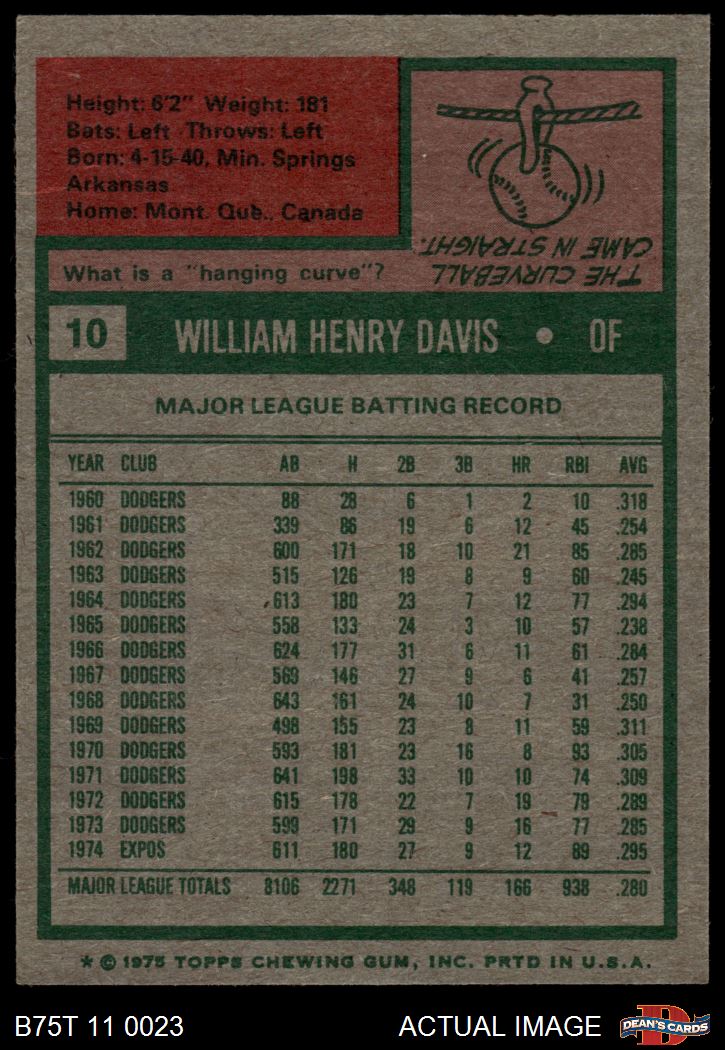 Height: 6'2" Weight: 181
Bats: Left Throws: Left
Born: 4-15-40, Min. Springs
Arkansas
Home: Mont. Qub., Canada
What is a "hanging curve"?
THE CURVEBALL
CAME IN STRAIGHT.
10 WILLIAM HENRY DAVIS • OF
MAJOR LEAGUE BATTING RECORD
YEAR CLUB AB H 2B 3B HR RBI AVG
1960 DODGERS 88 28 6 1 2 10 .318
1961 DODGERS 339 86 19 6 12 45 .254
1962 DODGERS 600 171 18 10 21 85 .285
1963 DODGERS 515 126 19 8 9 60 .245
1964 DODGERS 613 180 23 7 12 77 .294
1965 DODGERS 558 133 24 3 10 57 .238
1966 DODGERS 624 177 31 6 11 61 .284
1967 DODGERS 569 146 27 9 6 41 .257
1968 DODGERS 643 161 24 10 7 31 .250
1969 DODGERS 498 155 23 8 11 59 .311
1970 DODGERS 593 181 23 16 8 93 .305
1971 DODGERS 641 198 33 10 10 74 .309
1972 DODGERS 615 178 22 7 19 79 .289
1973 DODGERS 599 171 29 9 16 77 .285
1974 EXPOS 611 180 27 9 12 89 .295
MAJOR LEAGUE TOTALS 8106 2271 348 119 166 938 .280
* © 1975 TOPPS CHEWING GUM, INC. PRTD IN U.S.A.
B75T 11 0023 ACTUAL IMAGE
D
DEAN'S CARDS